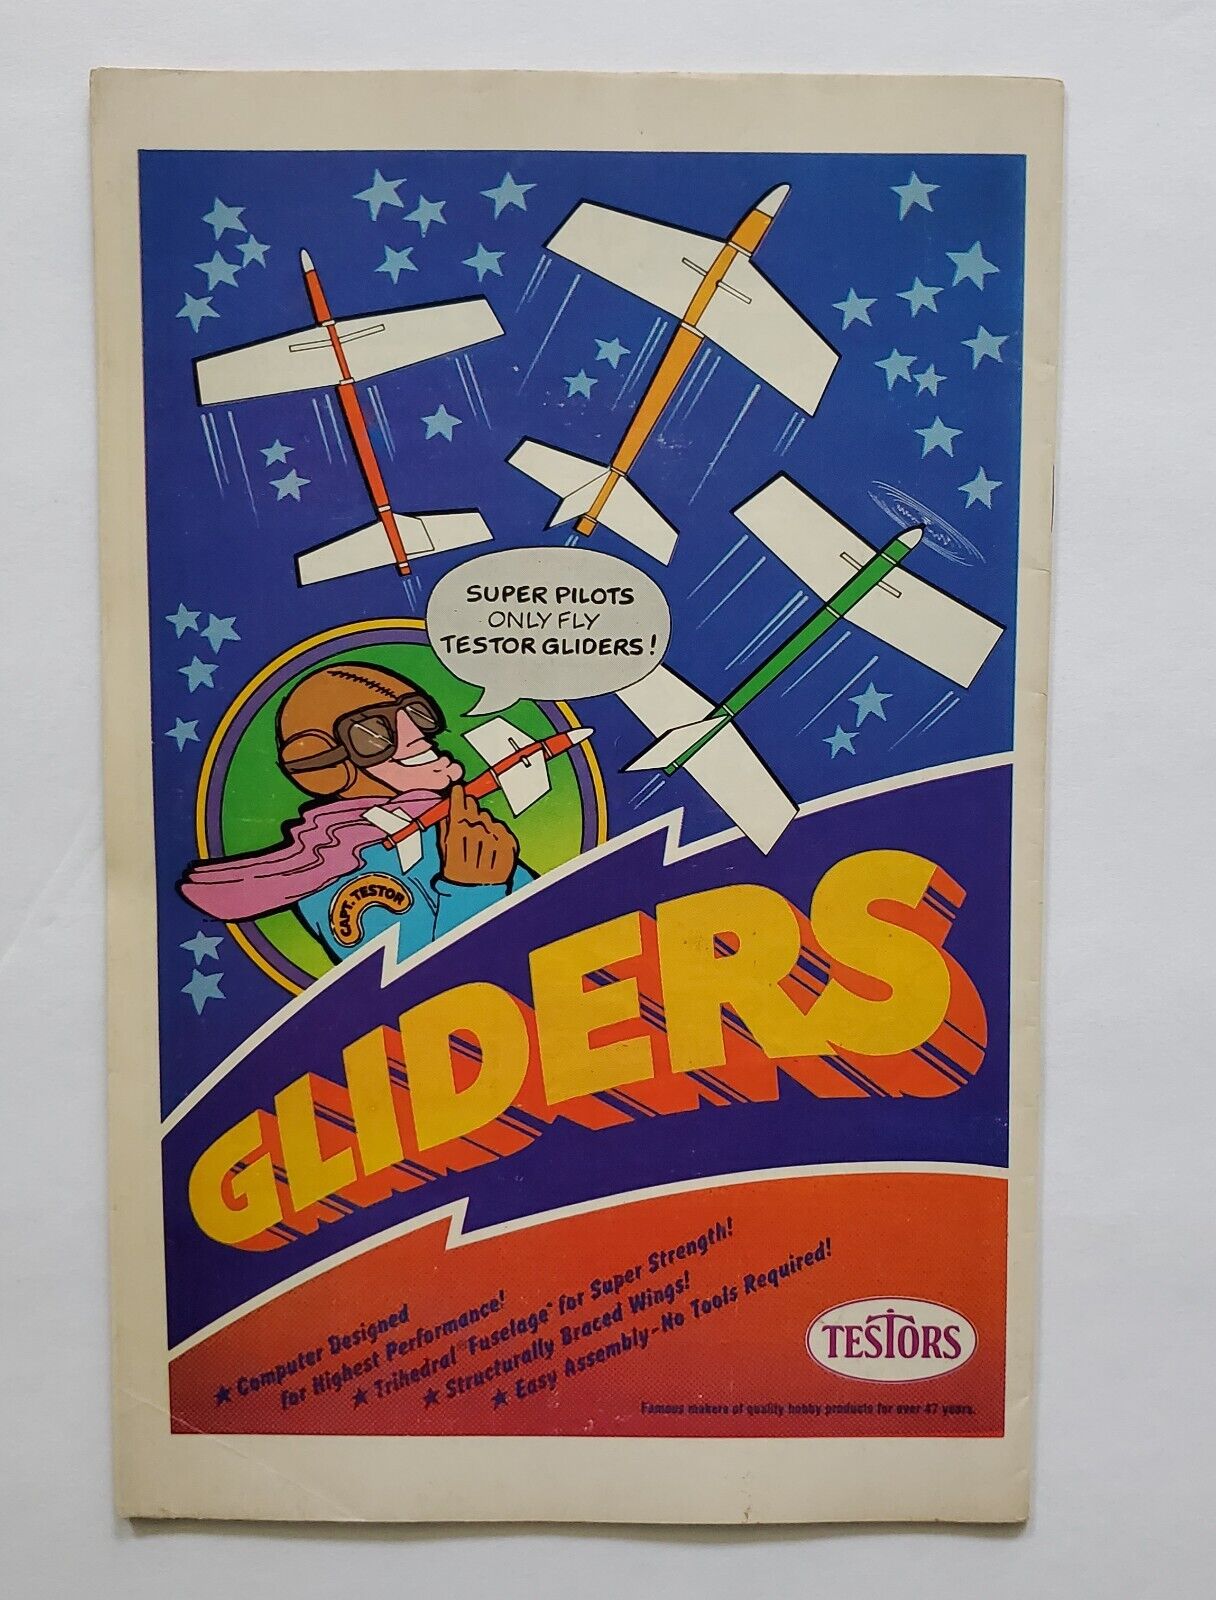 SUPER PILOTS
ONLY FLY
TESTOR GLIDERS!
CAPT. TESTOR
GLIDERS
★ Computer Designed
for Highest Performance!
★ Trihedral Fuselage™ for Super Strength!
★ Structurally Braced Wings!
★ Easy Assembly-No Tools Required!
TESTORS
Famous makers of quality hobby products for over 47 years.